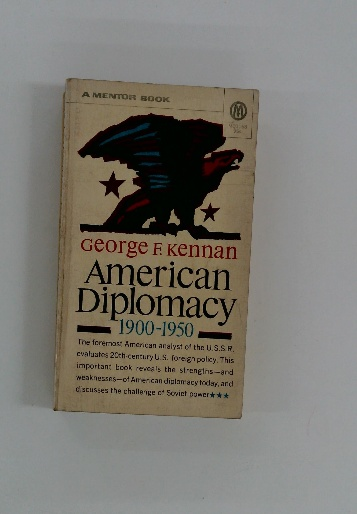 A MENTOR BOOK
George F. Kennan
American
Diplomacy
1900-1950
The foremost American analyst of the U.S.S.R.
evaluates 20th-century U.S. foreign policy. This
important book reveals the strengths—and
weaknesses—of American diplomacy today, and
discusses the challenge of Soviet power★★★